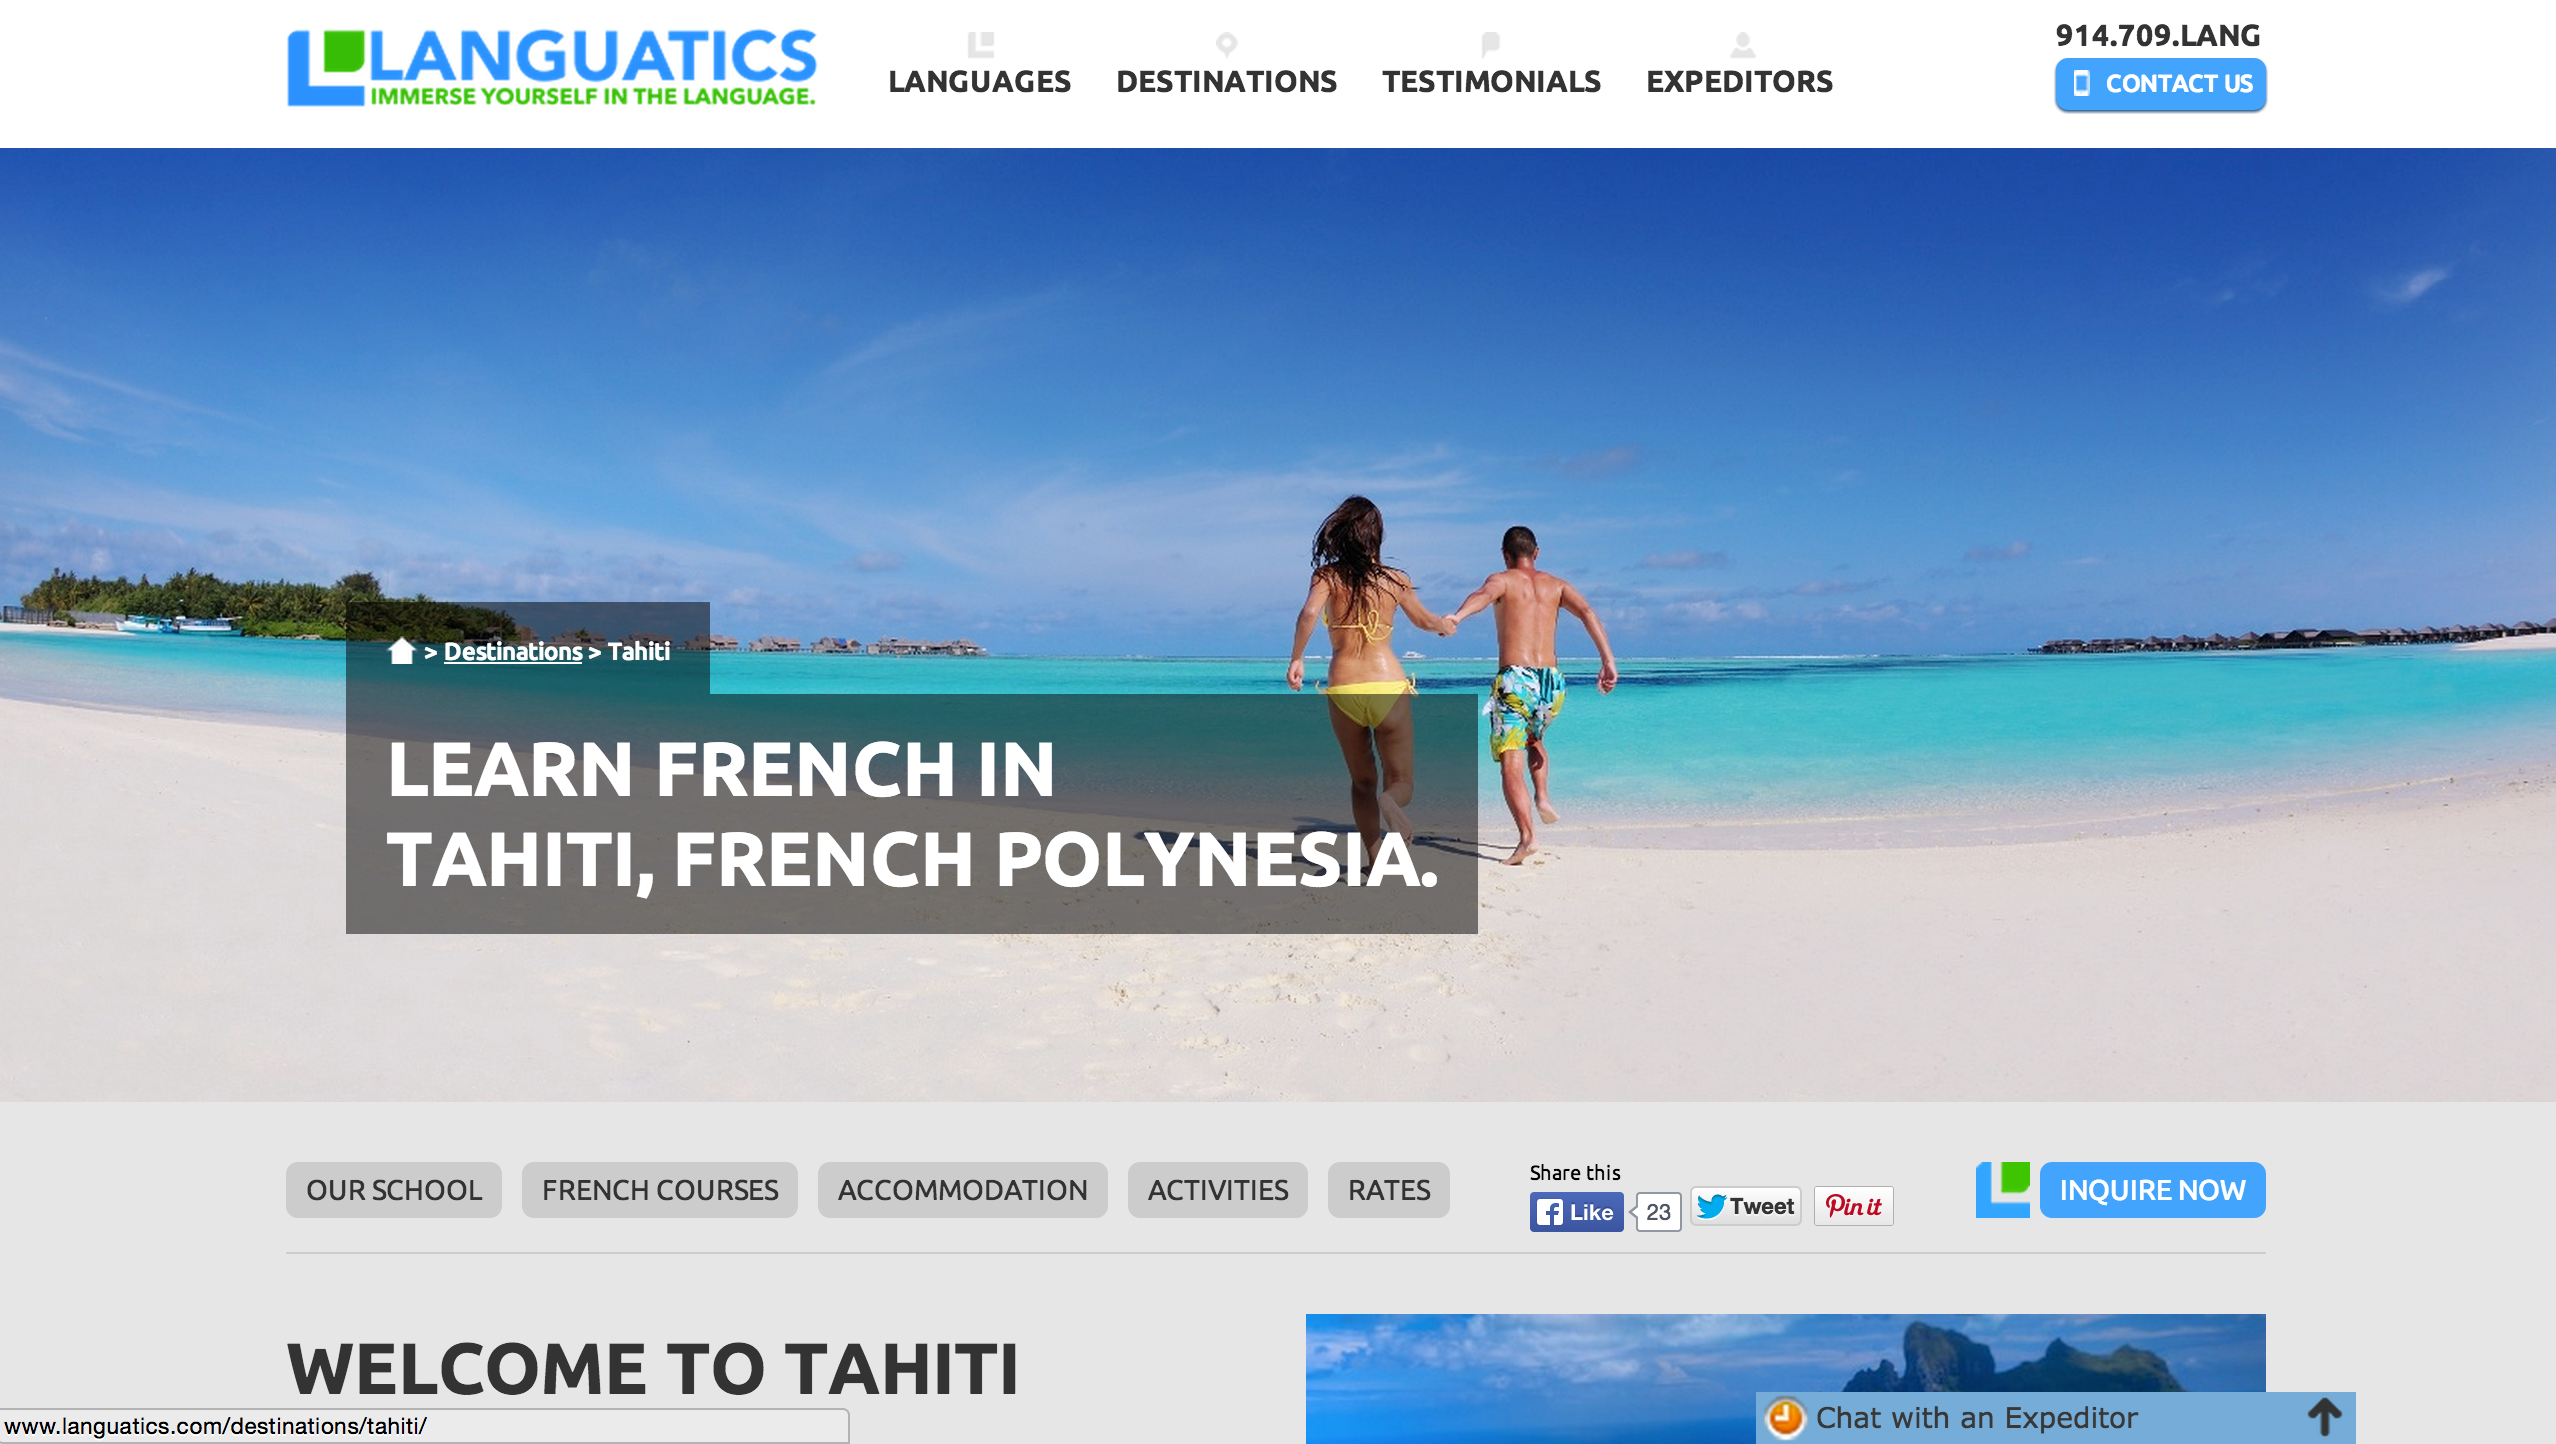 LANGUATICS
IMMERSE YOURSELF IN THE LANGUAGE.
LANGUAGES
DESTINATIONS
TESTIMONIALS
EXPEDITORS
914.709.LANG
CONTACT US
> Destinations > Tahiti
LEARN FRENCH IN
TAHITI, FRENCH POLYNESIA.
OUR SCHOOL
FRENCH COURSES
ACCOMMODATION
ACTIVITIES
RATES
Share this
Like
23
Tweet
Pin it
INQUIRE NOW
WELCOME TO TAHITI
www.languatics.com/destinations/tahiti/
Chat with an Expeditor